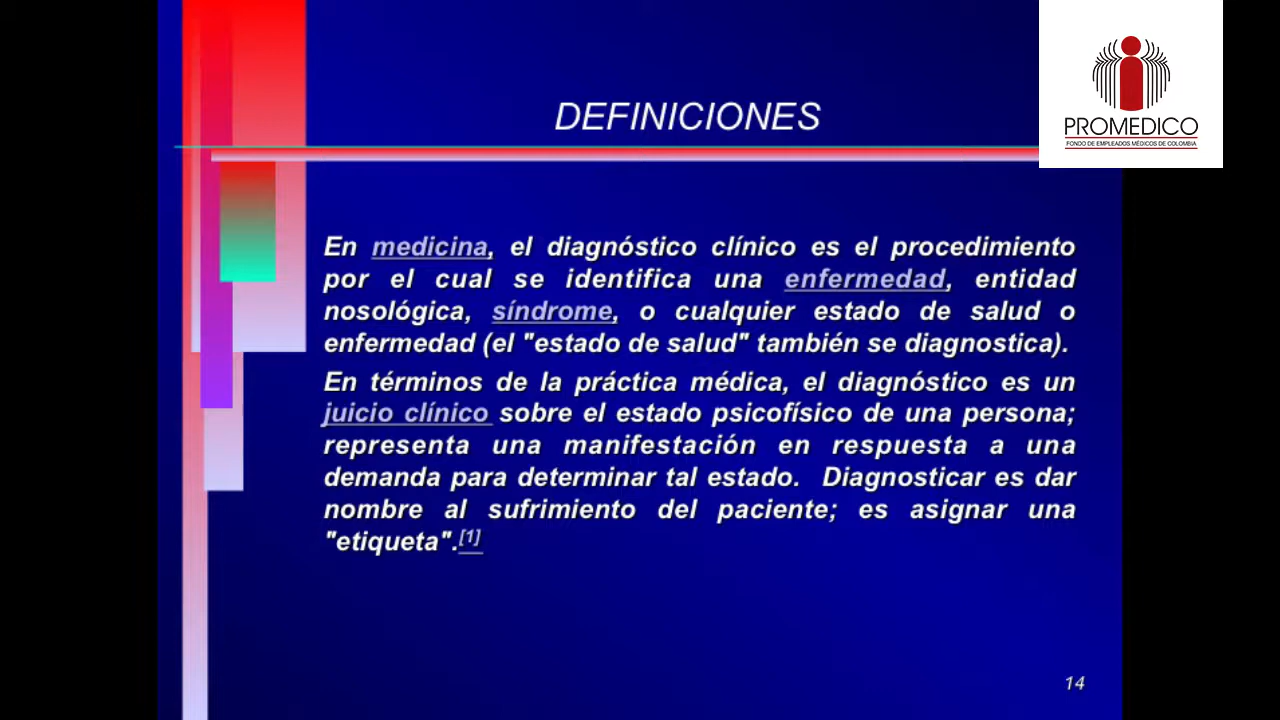 DEFINICIONES
PROMEDICO
FONDO DE EMPLEADOS MÉDICOS DE COLOMBIA
En medicina, el diagnóstico clínico es el procedimiento
por el cual se identifica una enfermedad, entidad
nosológica, síndrome, o cualquier estado de salud o
enfermedad (el "estado de salud" también se diagnostica).
En términos de la práctica médica, el diagnóstico es un
juicio clínico sobre el estado psicofísico de una persona;
representa una manifestación en respuesta a una
demanda para determinar tal estado.  Diagnosticar es dar
nombre al sufrimiento del paciente; es asignar una
"etiqueta".[1]
14